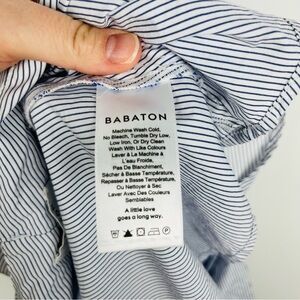 BABATON
Machine Wash Cold,
No Bleach, Tumble Dry Low,
Low Iron, Or Dry Clean
Wash With Like Colours
Laver à La Machine à
L'eau Froide,
Pas De Blanchiment,
Sécher à Basse Température,
Repasser à Basse Température,
Ou Nettoyer à Sec
Laver Avec Des Couleurs
Semblables
A little love
goes a long way.